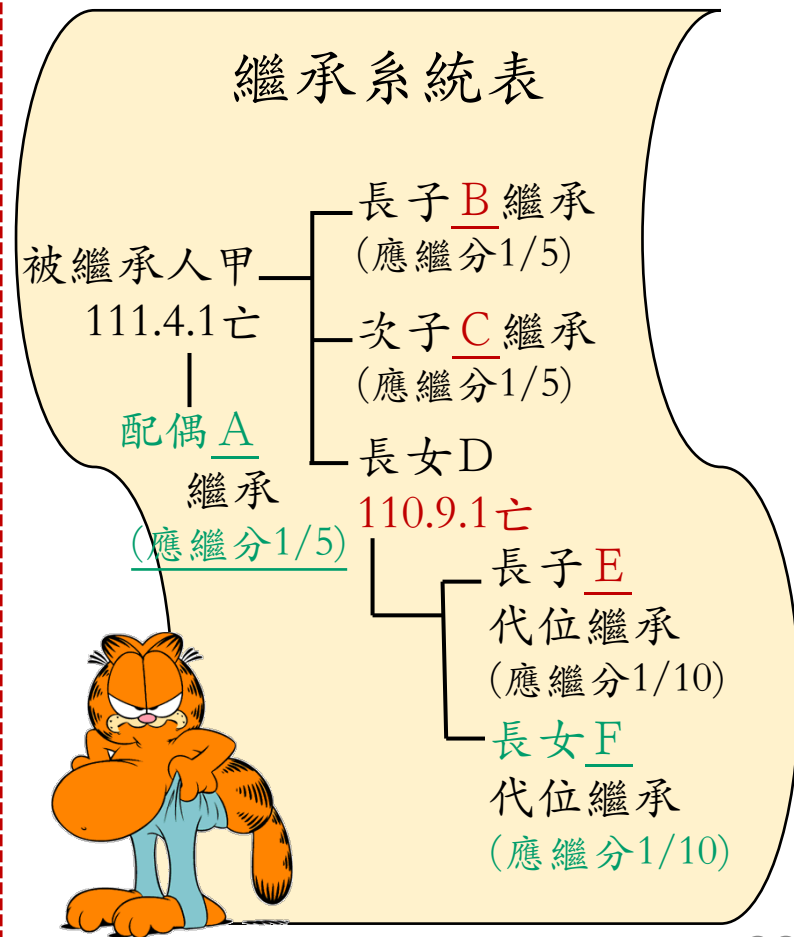 繼承系統表
被繼承人甲
111.4.1亡
配偶A
繼承
(應繼分1/5)
長子B繼承
(應繼分1/5)
次子C繼承
(應繼分1/5)
長女D
110.9.1亡
長子E
代位繼承
(應繼分1/10)
長女F
代位繼承
(應繼分1/10)